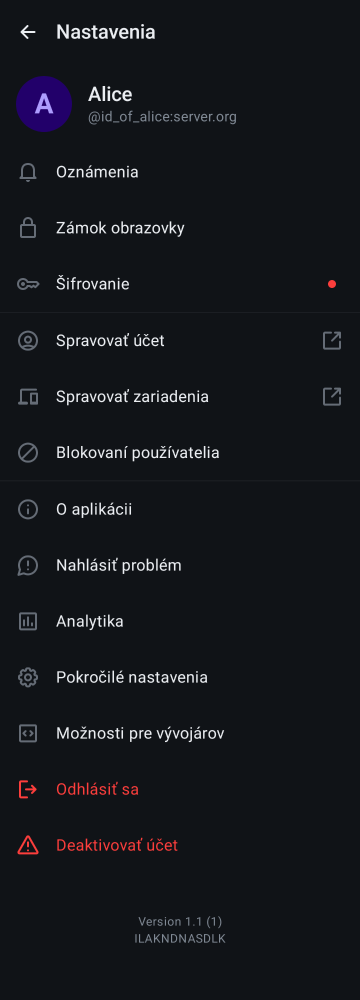 Nastavenia
A
Alice
@id_of_alice:server.org
Oznámenia
Zámok obrazovky
Šifrovanie
Spravovať účet
Spravovať zariadenia
Blokovaní používatelia
O aplikácii
Nahlásiť problém
Analytika
Pokročilé nastavenia
Možnosti pre vývojárov
Odhlásiť sa
Deaktivovať účet
Version 1.1 (1)
ILAKNDNASDLK